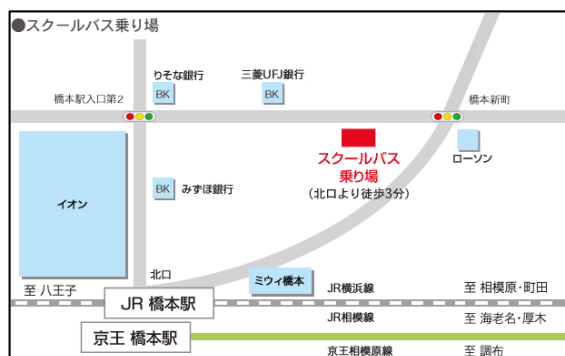 ●スクールバス乗り場
りそな銀行
三菱UFJ銀行
橋本駅入口第2
BK
BK
橋本新町
スクールバス
乗り場
(北口より徒歩3分)
ローソン
イオン
BK
みずほ銀行
北口
ミウィ橋本
至 八王子
JR 橋本駅
JR横浜線
至 相模原・町田
JR相模線
至 海老名・厚木
京王 橋本駅
京王相模原線
至 調布